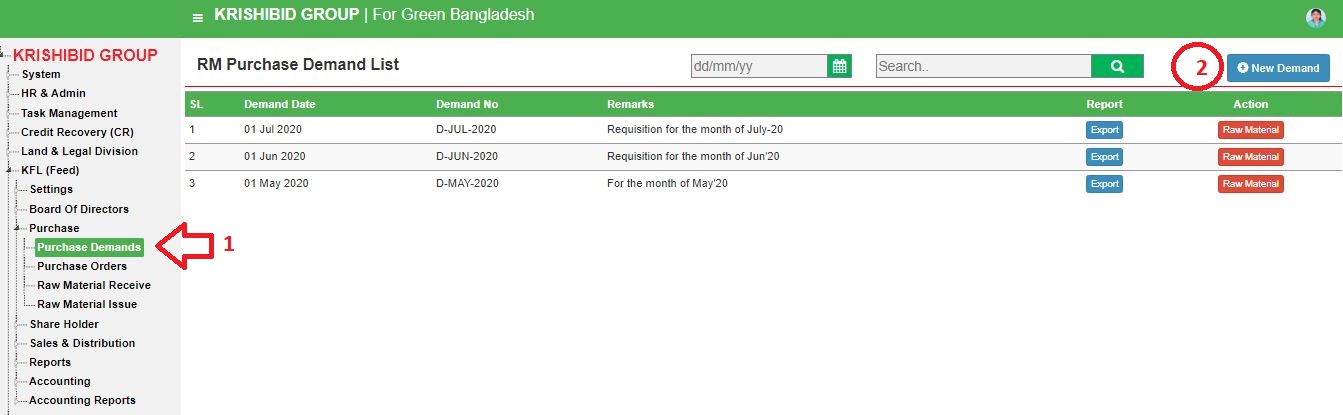 KRISHIBID GROUP | For Green Bangladesh
KRISHIBID GROUP
System
HR & Admin
Task Management
Credit Recovery (CR)
Land & Legal Division
KFL (Feed)
Settings
Board Of Directors
Purchase
Purchase Demands
Purchase Orders
Raw Material Receive
Raw Material Issue
Share Holder
Sales & Distribution
Reports
Accounting
Accounting Reports
1
RM Purchase Demand List
dd/mm/yy
Search..
2
New Demand
SL Demand Date Demand No Remarks Report Action
1 01 Jul 2020 D-JUL-2020 Requisition for the month of July-20 Export Raw Material
2 01 Jun 2020 D-JUN-2020 Requisition for the month of Jun'20 Export Raw Material
3 01 May 2020 D-MAY-2020 For the month of May'20 Export Raw Material